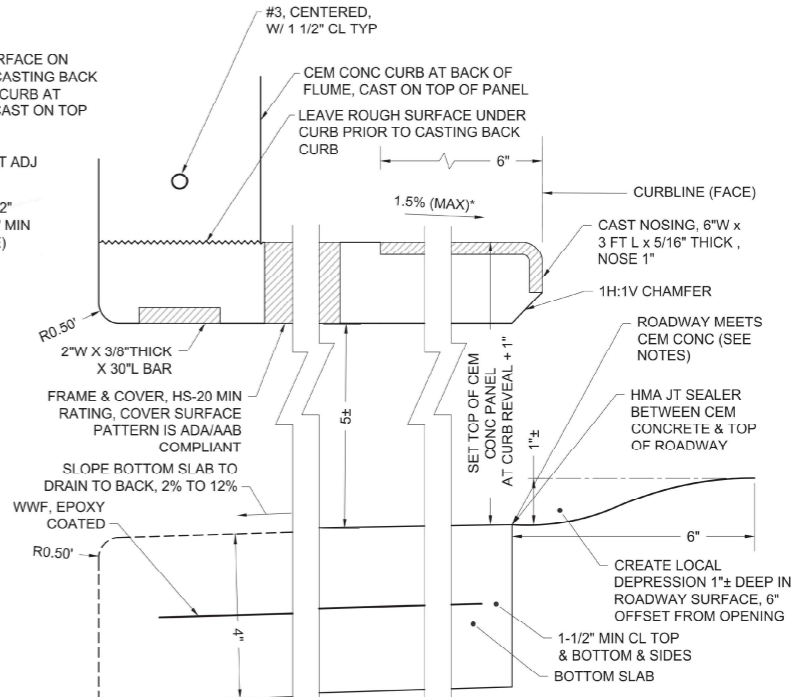 #3, CENTERED,
W/ 1 1/2" CL TYP
RFACE ON
CASTING BACK
CURB AT
CAST ON TOP
CEM CONC CURB AT BACK OF
FLUME, CAST ON TOP OF PANEL
LEAVE ROUGH SURFACE UNDER
CURB PRIOR TO CASTING BACK
CURB
T ADJ
6"
2"
MIN
E)
1.5% (MAX)*
CURBLINE (FACE)
CAST NOSING, 6"W x
3 FT L x 5/16" THICK ,
NOSE 1"
1H:1V CHAMFER
R0.50'
2"W X 3/8"THICK
X 30"L BAR
ROADWAY MEETS
CEM CONC (SEE
NOTES)
FRAME & COVER, HS-20 MIN
RATING, COVER SURFACE
PATTERN IS ADA/AAB
COMPLIANT
5±
SET TOP OF CEM
CONC PANEL
AT CURB REVEAL + 1"
HMA JT SEALER
BETWEEN CEM
CONCRETE & TOP
OF ROADWAY
1"±
SLOPE BOTTOM SLAB TO
DRAIN TO BACK, 2% TO 12%
WWF, EPOXY
COATED
R0.50'
6"
CREATE LOCAL
DEPRESSION 1"± DEEP IN
ROADWAY SURFACE, 6"
OFFSET FROM OPENING
4"
1-1/2" MIN CL TOP
& BOTTOM & SIDES
BOTTOM SLAB